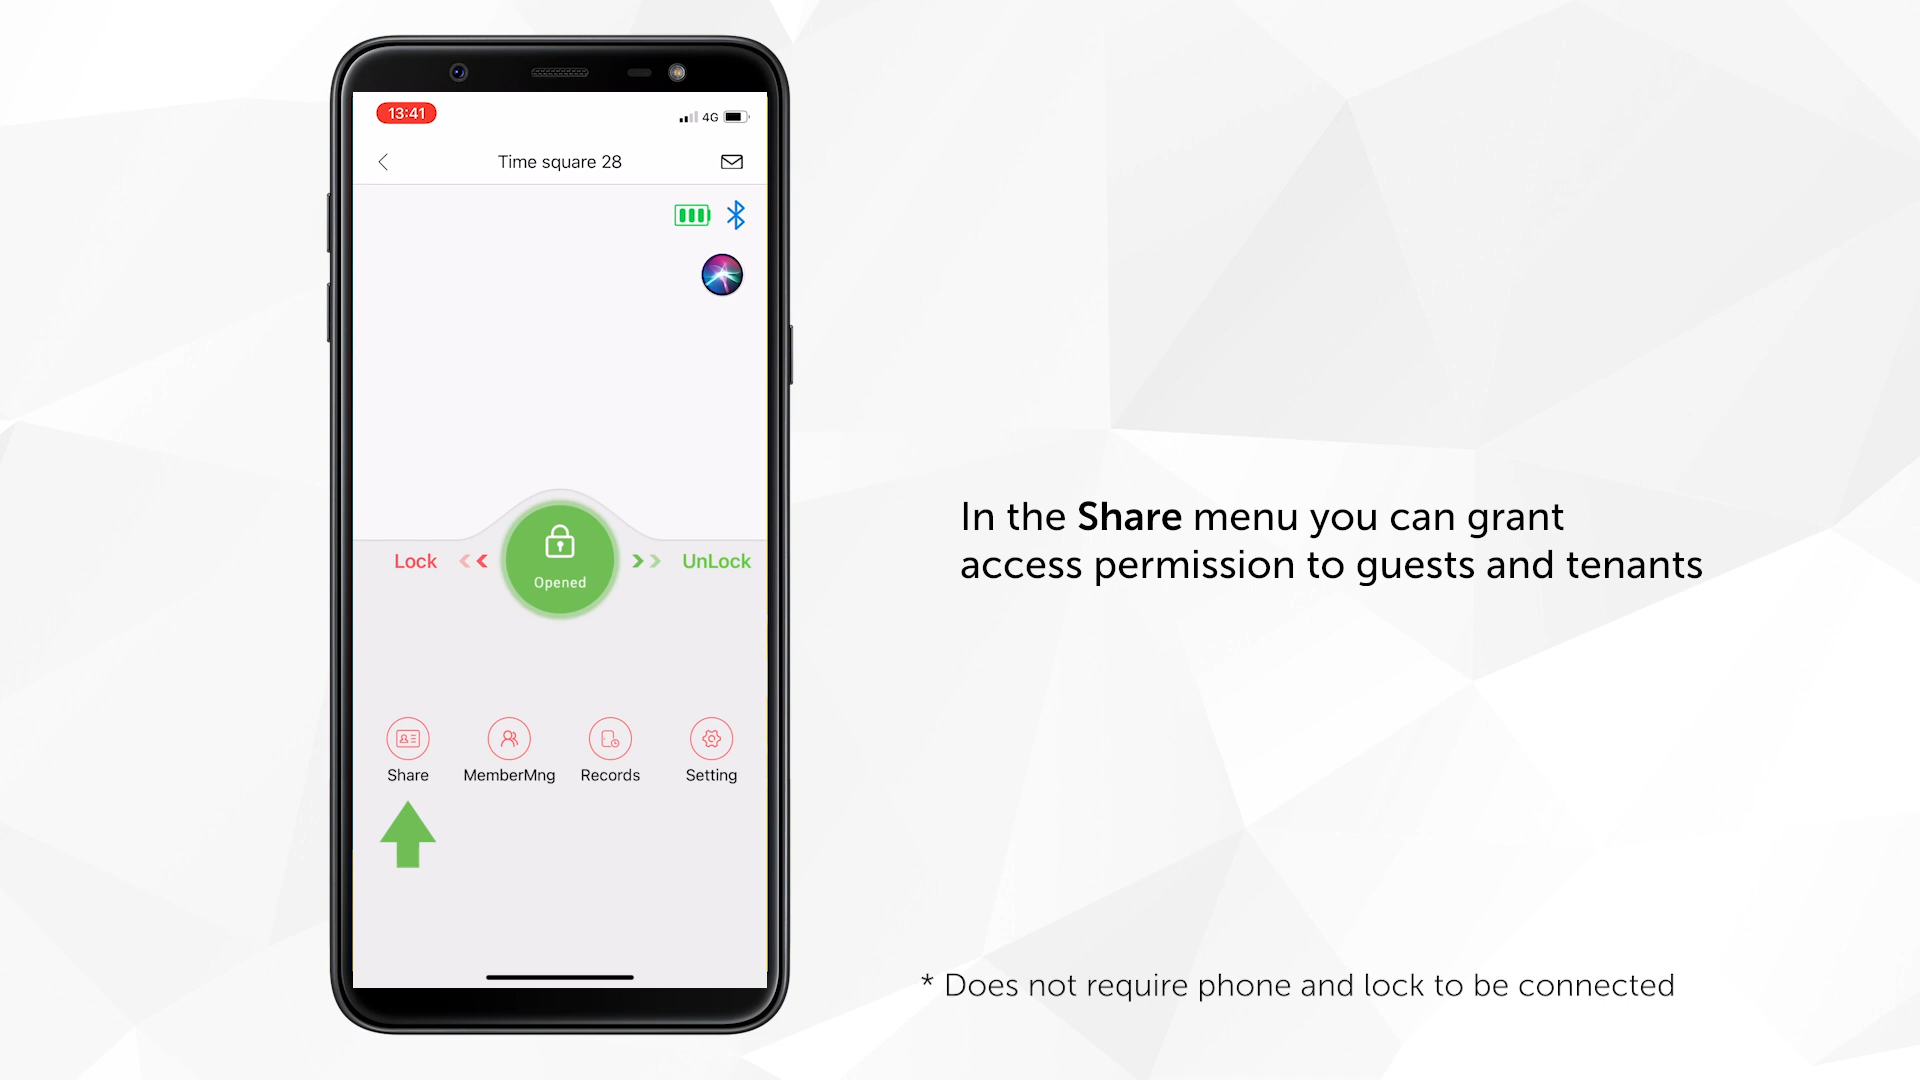 13:41
4G
Time square 28
Lock
Opened
UnLock
Share
MemberMng
Records
Setting
In the Share menu you can grant
access permission to guests and tenants
* Does not require phone and lock to be connected